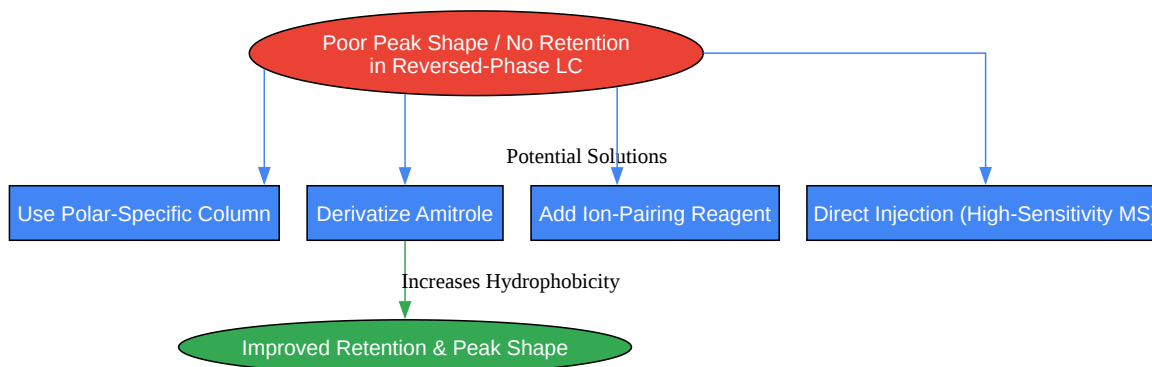 Poor Peak Shape / No Retention
in Reversed-Phase LC
Potential Solutions
Use Polar-Specific Column
Derivatize Amitrole
Add Ion-Pairing Reagent
Direct Injection (High-Sensitivity MS)
Increases Hydrophobicity
Improved Retention & Peak Shape